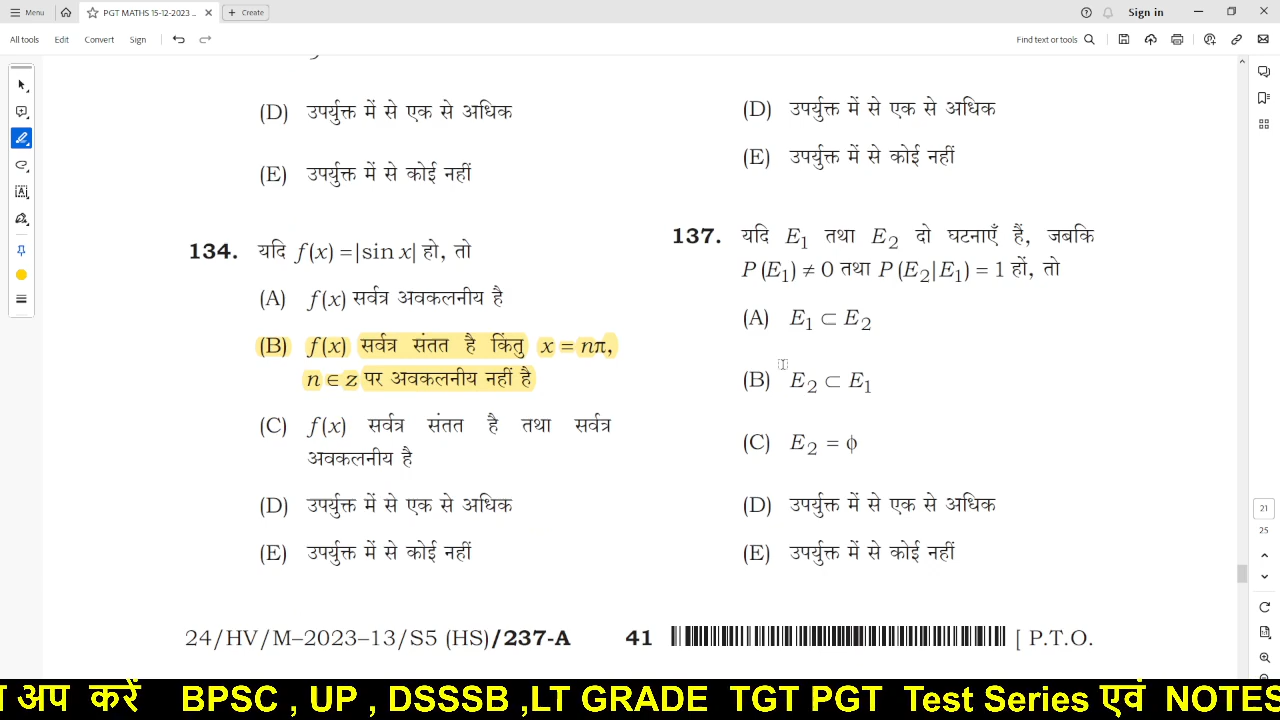 Menu
PGT MATHS 15-12-2023 ...
Create
Sign in
All tools Edit Convert Sign
Find text or tools
(D) उपर्युक्त में से एक से अधिक
(E) उपर्युक्त में से कोई नहीं
134. यदि f(x) = |sin x| हो, तो
(A) f(x) सर्वत्र अवकलनीय है
(B) f(x) सर्वत्र संतत है किंतु x = nπ,
n ∈ z पर अवकलनीय नहीं है
(C) f(x) सर्वत्र संतत है तथा सर्वत्र
अवकलनीय है
(D) उपर्युक्त में से एक से अधिक
(E) उपर्युक्त में से कोई नहीं
(D) उपर्युक्त में से एक से अधिक
(E) उपर्युक्त में से कोई नहीं
137. यदि E₁ तथा E₂ दो घटनाएँ हैं, जबकि
P(E₁) ≠ 0 तथा P(E₂|E₁) = 1 हों, तो
(A) E₁ ⊂ E₂
(B) E₂ ⊂ E₁
(C) E₂ = ϕ
(D) उपर्युक्त में से एक से अधिक
(E) उपर्युक्त में से कोई नहीं
24/HV/M–2023–13/S5 (HS)/237-A 41 [ P.T.O.
21
25
अप करें BPSC , UP , DSSSB ,LT GRADE TGT PGT Test Series एवं NOTES